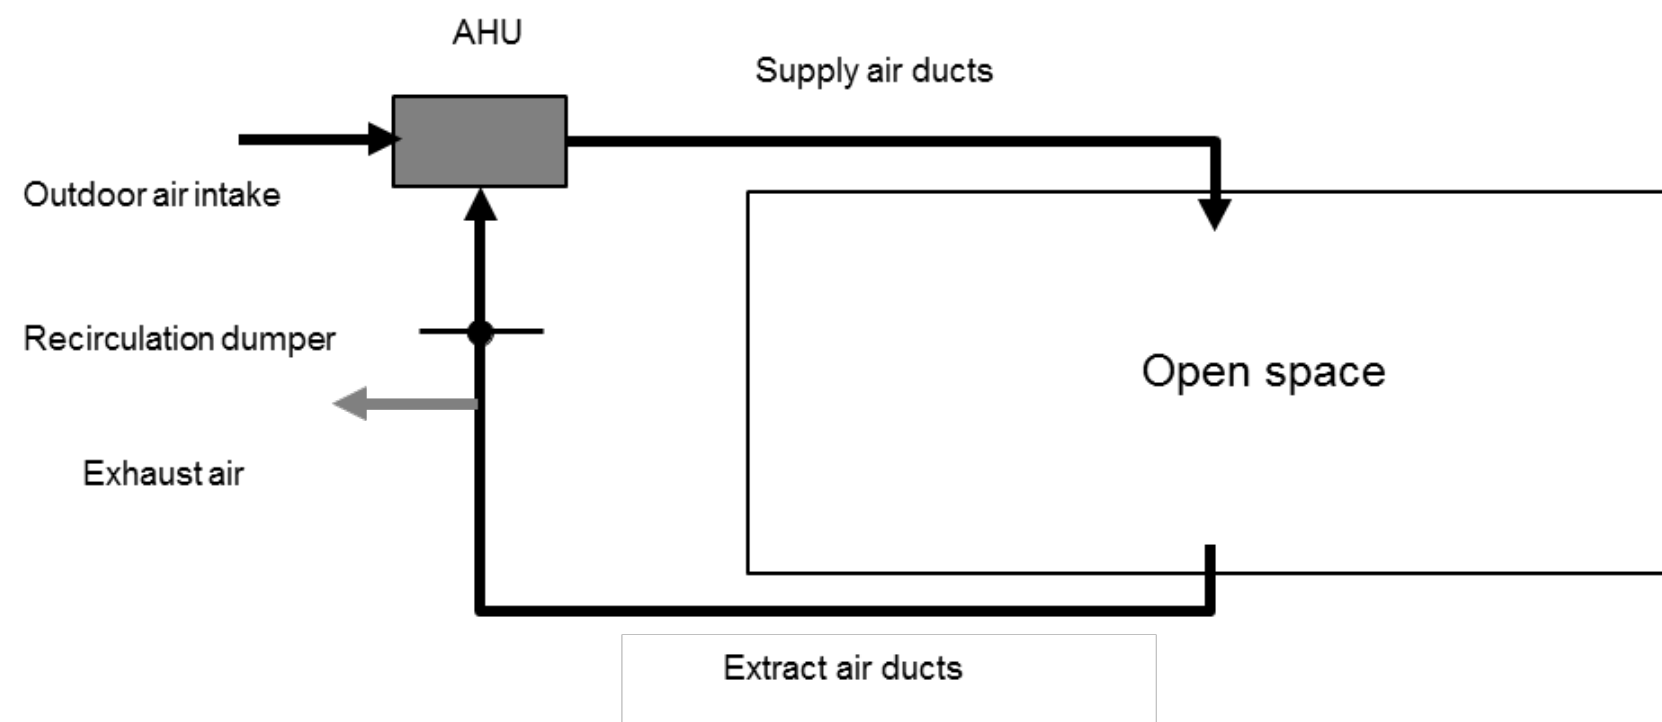 AHU
Supply air ducts
Outdoor air intake
Recirculation dumper
Open space
Exhaust air
Extract air ducts